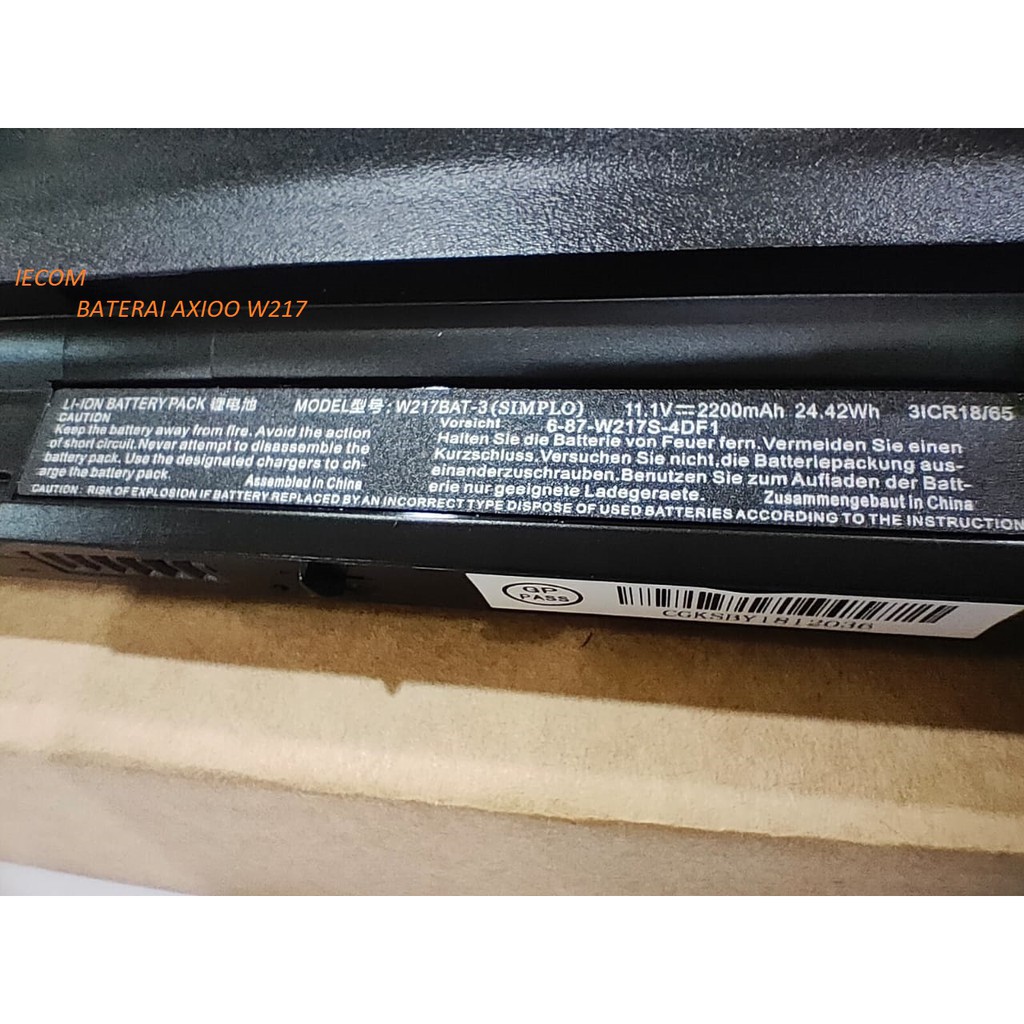 IECOM
BATERAI AXIOO W217
LI-ION BATTERY PACK 锂电池 MODEL型号: W217BAT-3(SIMPLO) 11.1V⎓2200mAh 24.42Wh 3ICR18/65
6-87-W217S-4DF1
CAUTION
Keep the battery away from fire. Avoid the action
of short circuit. Never attempt to disassemble the
battery pack. Use the designated chargers to ch-
arge the battery pack.
Assembled in China
Vorsicht
Halten Sie die Batterie von Feuer fern. Vermeiden Sie einen
Kurzschluss. Versuchen Sie nicht, die Batteriepackung aus-
einanderzuschrauben. Benutzen Sie zum Aufladen der Batt-
erie nur geeignete Ladegeraete.
Zusammengebaut in China
CAUTION: RISK OF EXPLOSION IF BATTERY REPLACED BY AN INCORRECT TYPE DISPOSE OF USED BATTERIES ACCORDING TO THE INSTRUCTION
GP
PASS
CGKSBY1812036